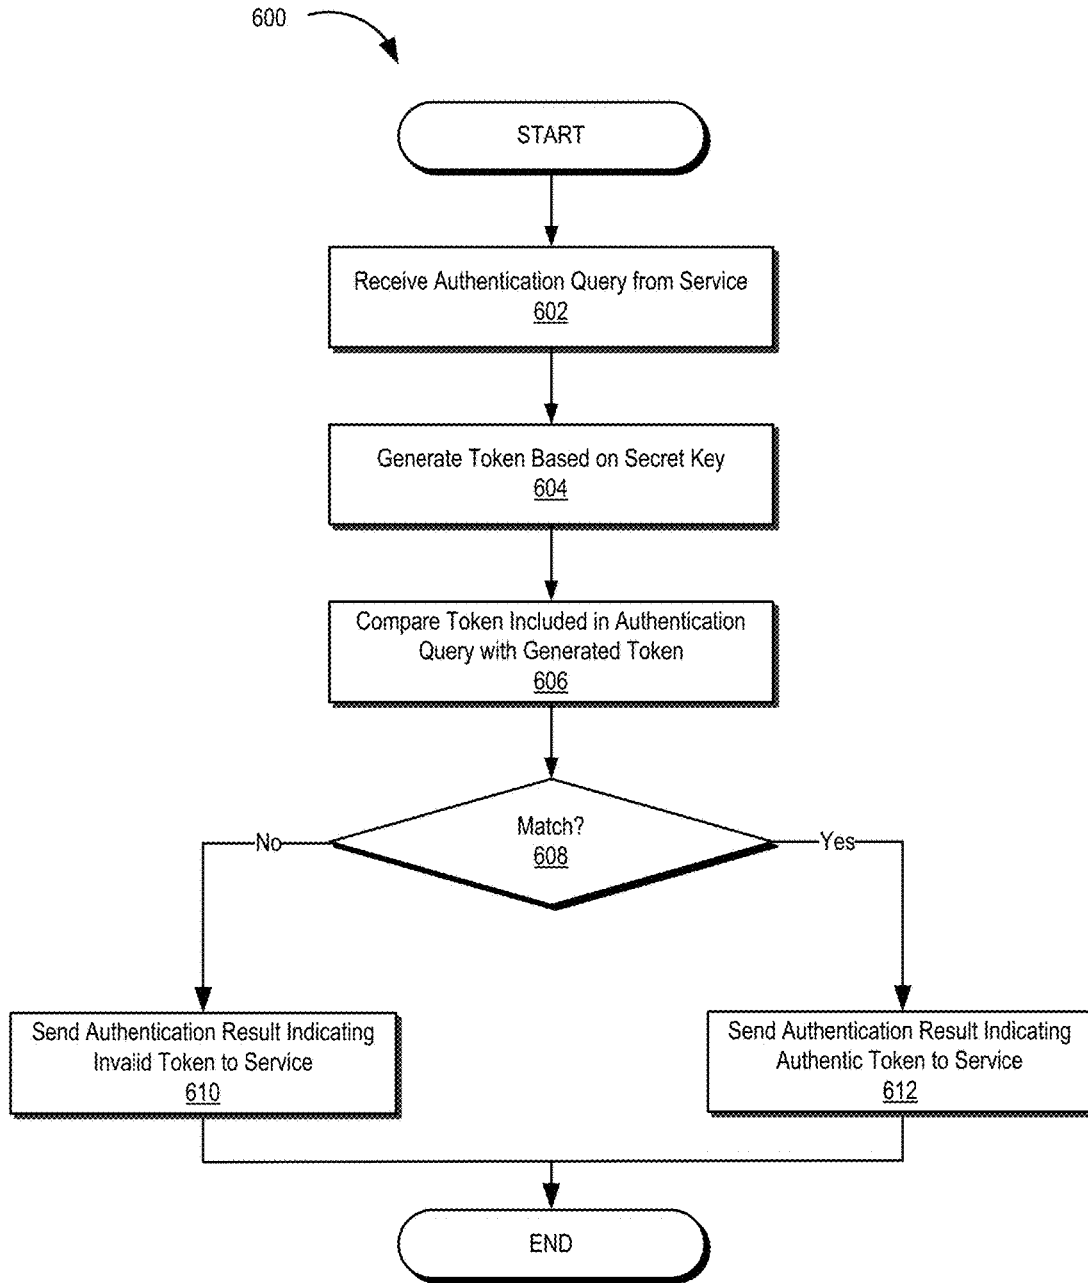 600
START
Receive Authentication Query from Service
602
Generate Token Based on Secret Key
604
Compare Token Included in Authentication
Query with Generated Token
606
Match?
608
No
Yes
Send Authentication Result Indicating
Invalid Token to Service
610
Send Authentication Result Indicating
Authentic Token to Service
612
END